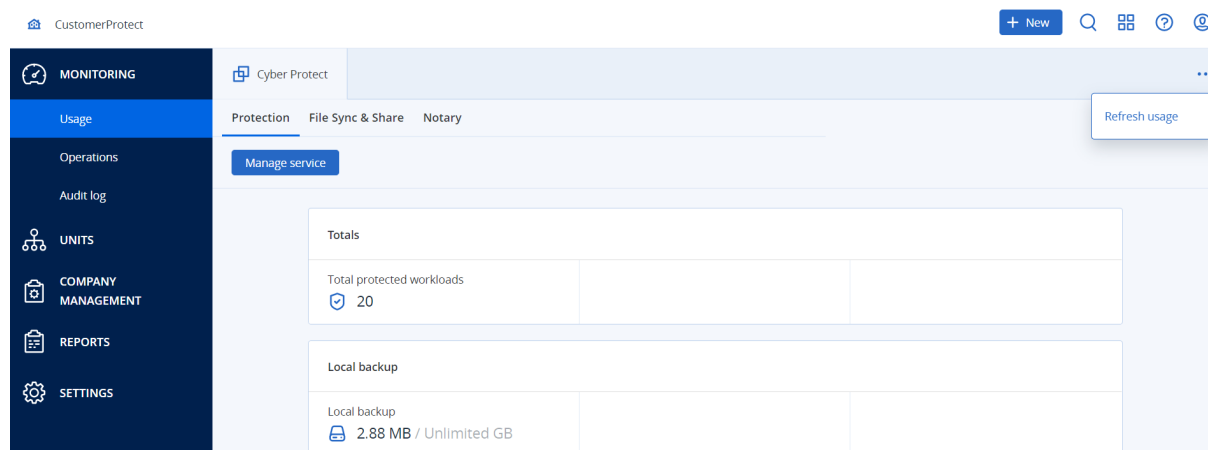 CustomerProtect
+ New
MONITORING
Cyber Protect
Usage
Protection File Sync & Share Notary
Refresh usage
Operations
Manage service
Audit log
UNITS
Totals
COMPANY
MANAGEMENT
Total protected workloads
20
REPORTS
Local backup
SETTINGS
Local backup
2.88 MB / Unlimited GB